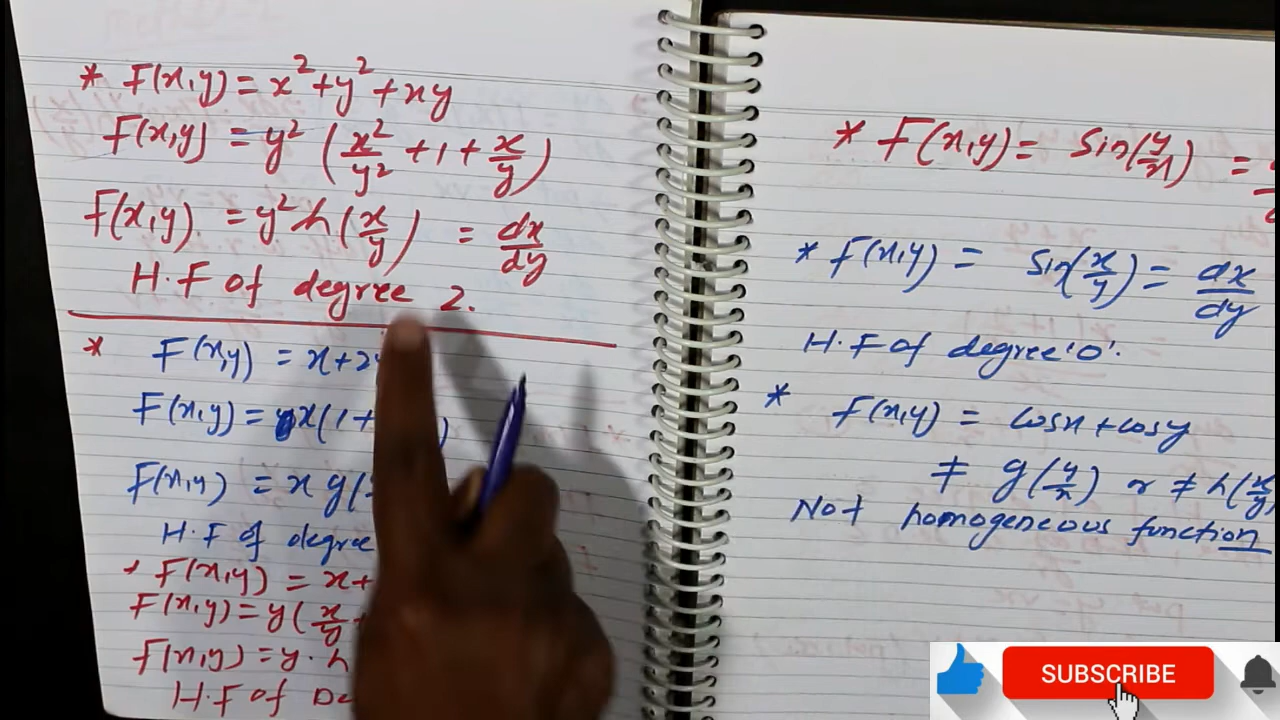 * F(x,y) = x² + y² + xy
F(x,y) = y² (x²/y² + 1 + x/y)
F(x,y) = y² h(x/y) = dx/dy
H.F of degree 2.
* F(x,y) = x+2
F(x,y) = x(1+ )
F(x,y) = x g(
H.F of degree
* F(x,y) = x+
F(x,y) = y(x/y
F(x,y) = y. h
H.F of De
* F(x,y) = Sin(y/x) =
* F(x,y) = Sin(x/y) = dx/dy
H.F of degree '0'.
* F(x,y) = Cosx + Cosy
≠ g(y/x) or ≠ h(x/y)
Not homogeneous function
SUBSCRIBE